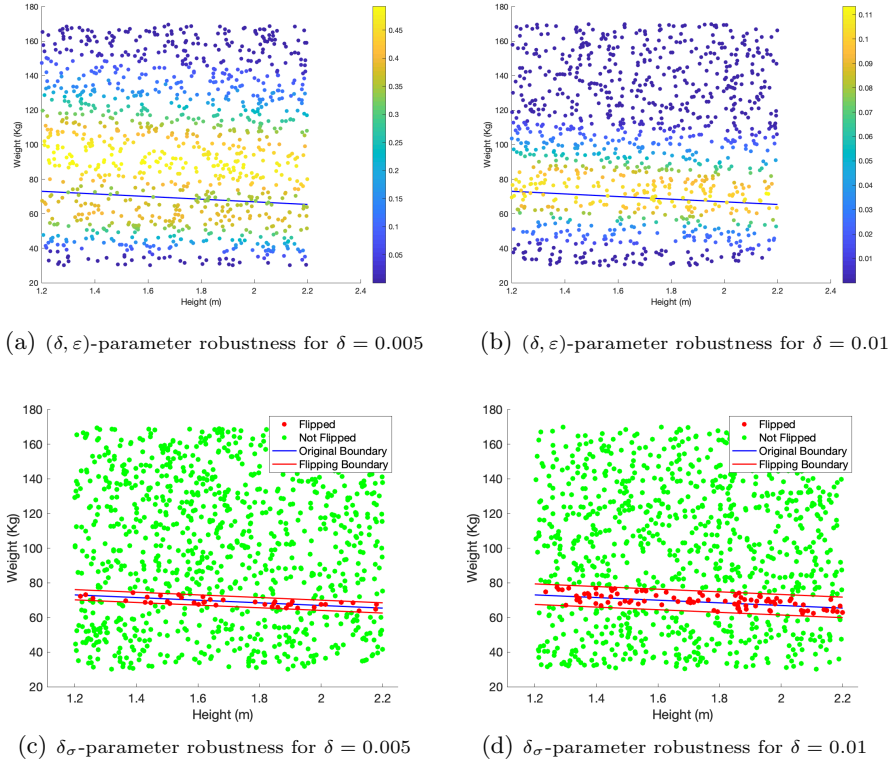 180
160
140
120
100
80
60
40
20
Weight (Kg)
1.2 1.4 1.6 1.8 2 2.2 2.4
Height (m)
0.45
0.4
0.35
0.3
0.25
0.2
0.15
0.1
0.05
180
160
140
120
100
80
60
40
20
Weight (Kg)
1.2 1.4 1.6 1.8 2 2.2 2.4
Height (m)
0.11
0.1
0.09
0.08
0.07
0.06
0.05
0.04
0.03
0.02
0.01
(a) (δ, ε)-parameter robustness for δ = 0.005
(b) (δ, ε)-parameter robustness for δ = 0.01
180
160
140
120
100
80
60
40
20
Weight (Kg)
1.2 1.4 1.6 1.8 2 2.2
Height (m)
Flipped
Not Flipped
Original Boundary
Flipping Boundary
180
160
140
120
100
80
60
40
20
Weight (Kg)
1.2 1.4 1.6 1.8 2 2.2
Height (m)
Flipped
Not Flipped
Original Boundary
Flipping Boundary
(c) δσ-parameter robustness for δ = 0.005
(d) δσ-parameter robustness for δ = 0.01